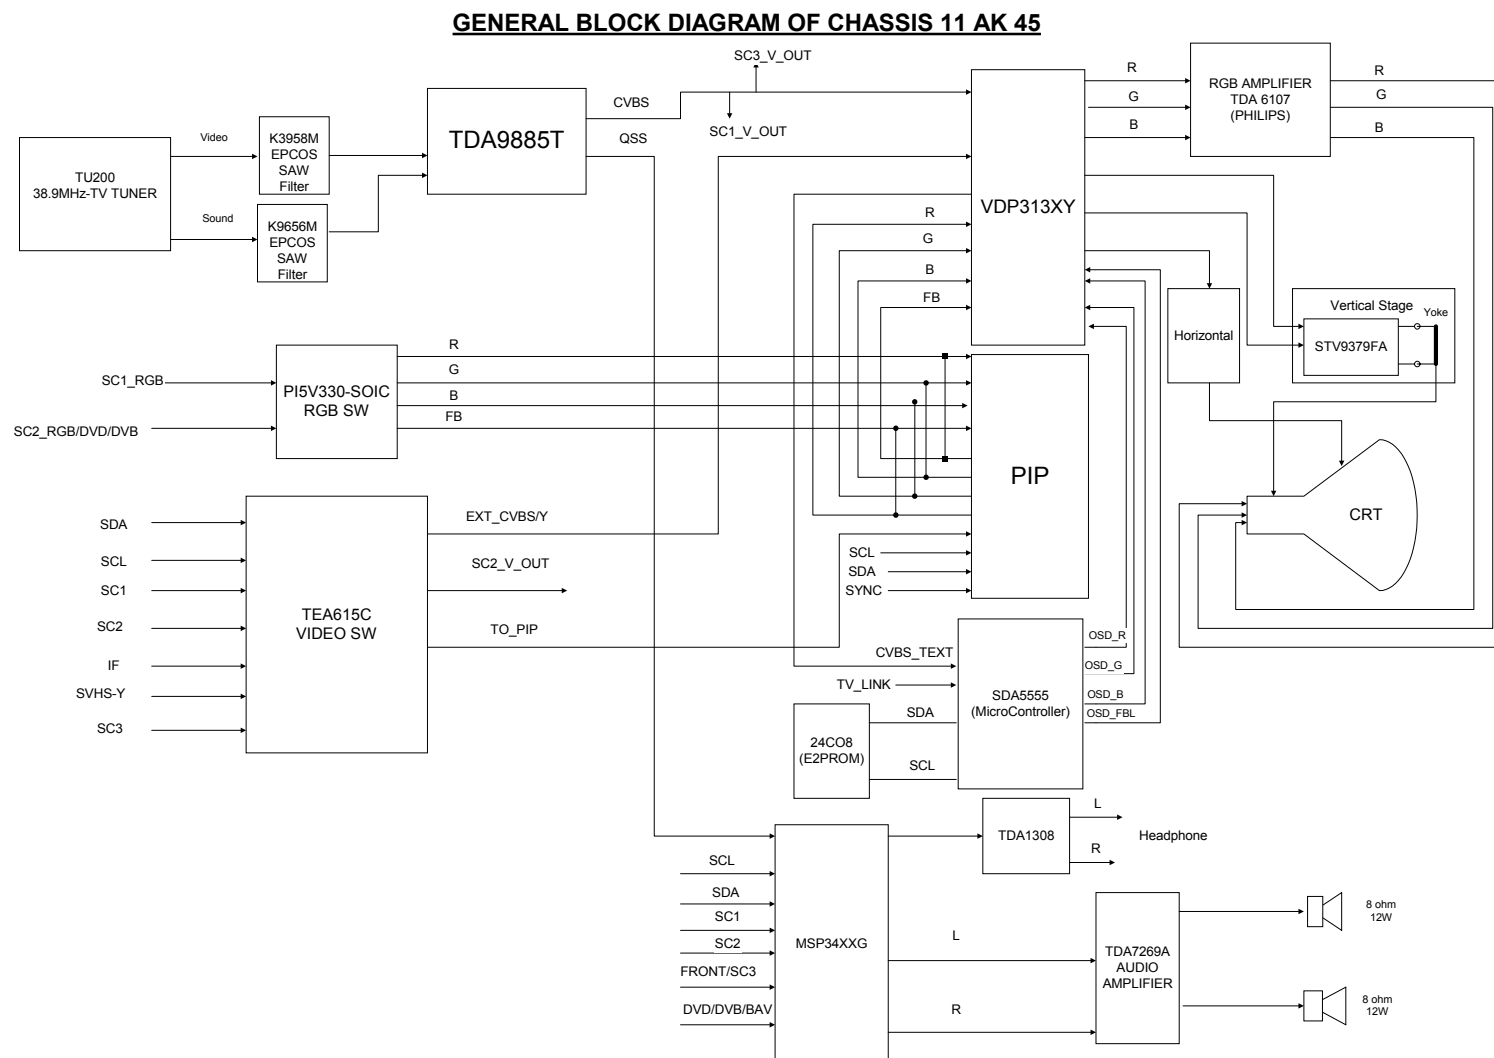 GENERAL BLOCK DIAGRAM OF CHASSIS 11 AK 45
SC3_V_OUT
CVBS
SC1_V_OUT
QSS
TDA9885T
Video
K3958M
EPCOS
SAW
Filter
TU200
38.9MHz-TV TUNER
Sound
K9656M
EPCOS
SAW
Filter
VDP313XY
R
G
B
RGB AMPLIFIER
TDA 6107
(PHILIPS)
R
G
B
R
G
B
FB
Horizontal
Vertical Stage
Yoke
STV9379FA
CRT
SC1_RGB
SC2_RGB/DVD/DVB
PI5V330-SOIC
RGB SW
R
G
B
FB
PIP
SCL
SDA
SYNC
SDA
SCL
SC1
SC2
IF
SVHS-Y
SC3
TEA615C
VIDEO SW
EXT_CVBS/Y
SC2_V_OUT
TO_PIP
CVBS_TEXT
TV_LINK
SDA
SCL
24CO8
(E2PROM)
SDA5555
(MicroController)
OSD_R
OSD_G
OSD_B
OSD_FBL
TDA1308
L
R
Headphone
SCL
SDA
SC1
SC2
FRONT/SC3
DVD/DVB/BAV
MSP34XXG
L
R
TDA7269A
AUDIO
AMPLIFIER
8 ohm
12W
8 ohm
12W